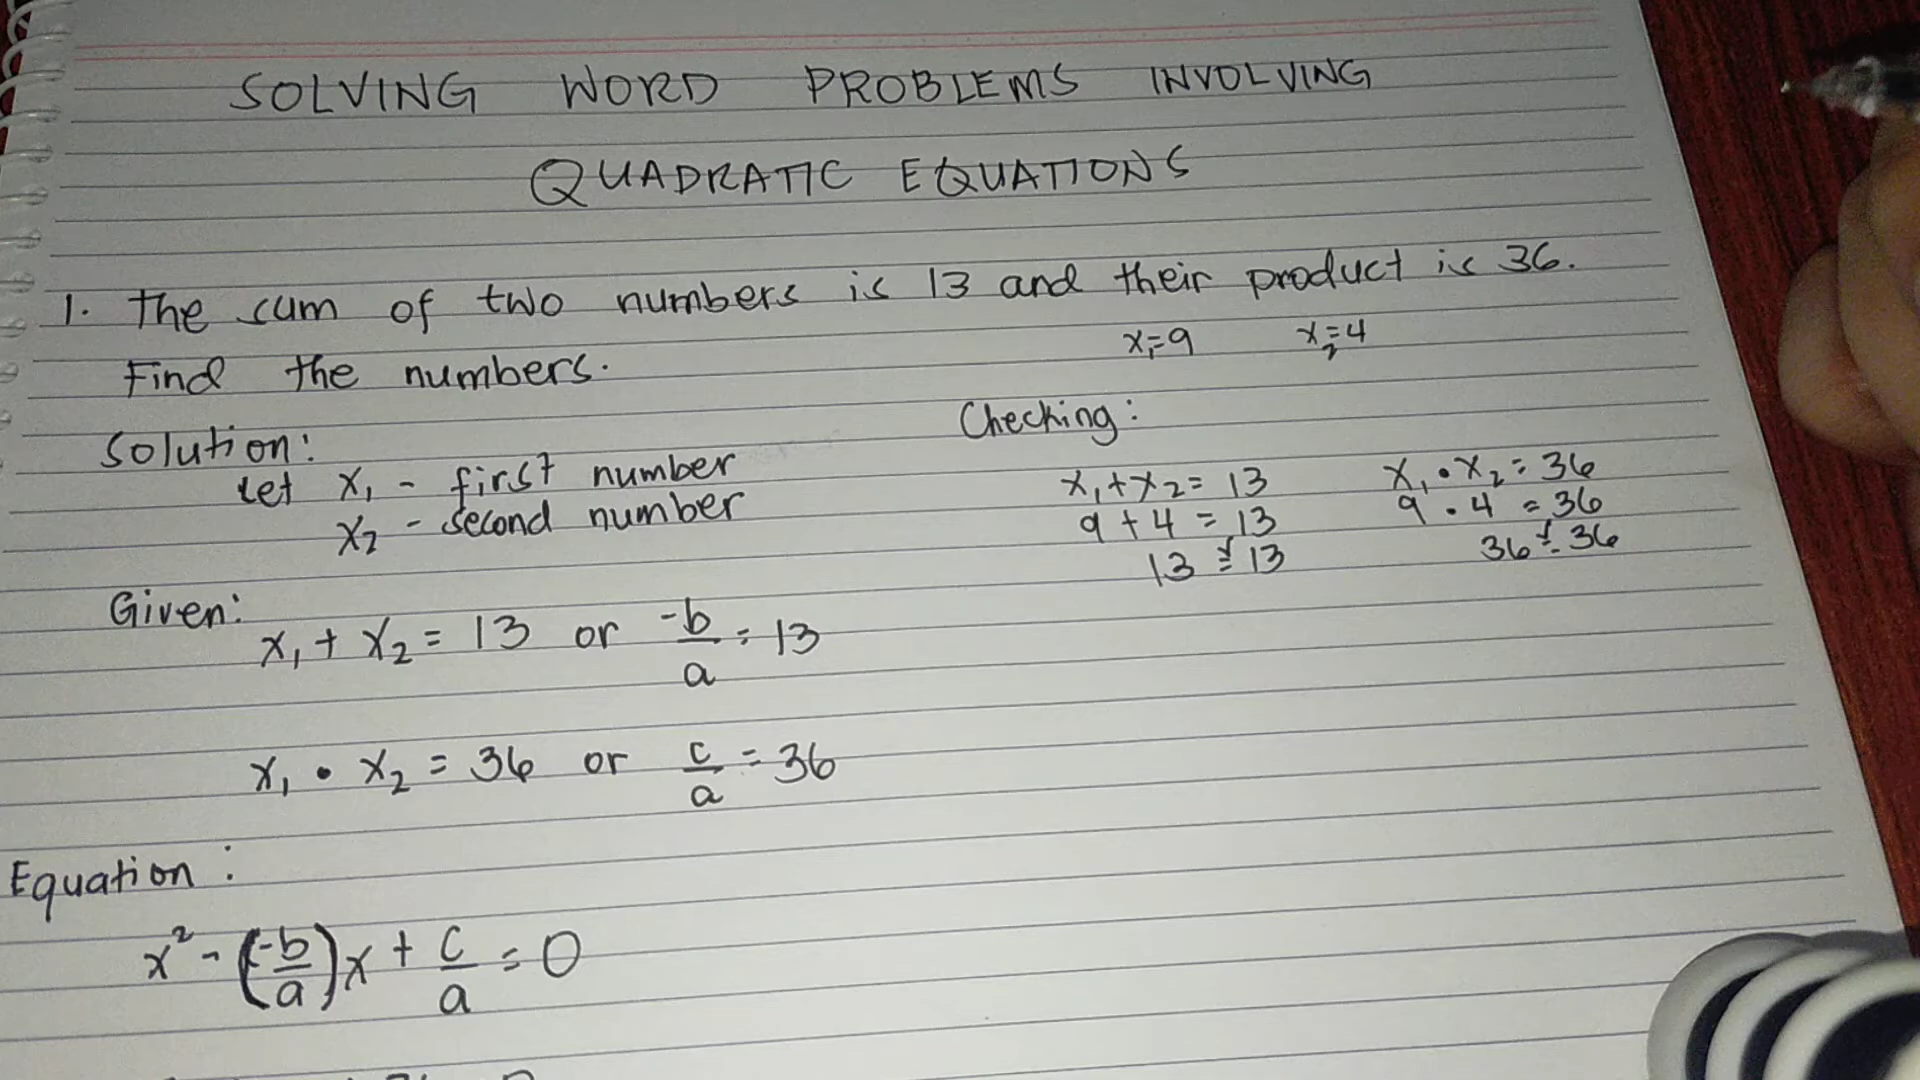 SOLVING WORD PROBLEMS INVOLVING
QUADRATIC EQUATIONS
1. The sum of two numbers is 13 and their product is 36.
Find the numbers.
x₁=9 x₂=4
Solution:
Let x₁ - first number
x₂ - second number
Checking:
x₁+x₂= 13 x₁•x₂= 36
9 + 4 = 13 9 • 4 = 36
13 = 13 36 = 36
Given:
x₁ + x₂ = 13 or -b/a = 13
x₁ • x₂ = 36 or c/a = 36
Equation:
x² - (-b/a)x + c/a = 0